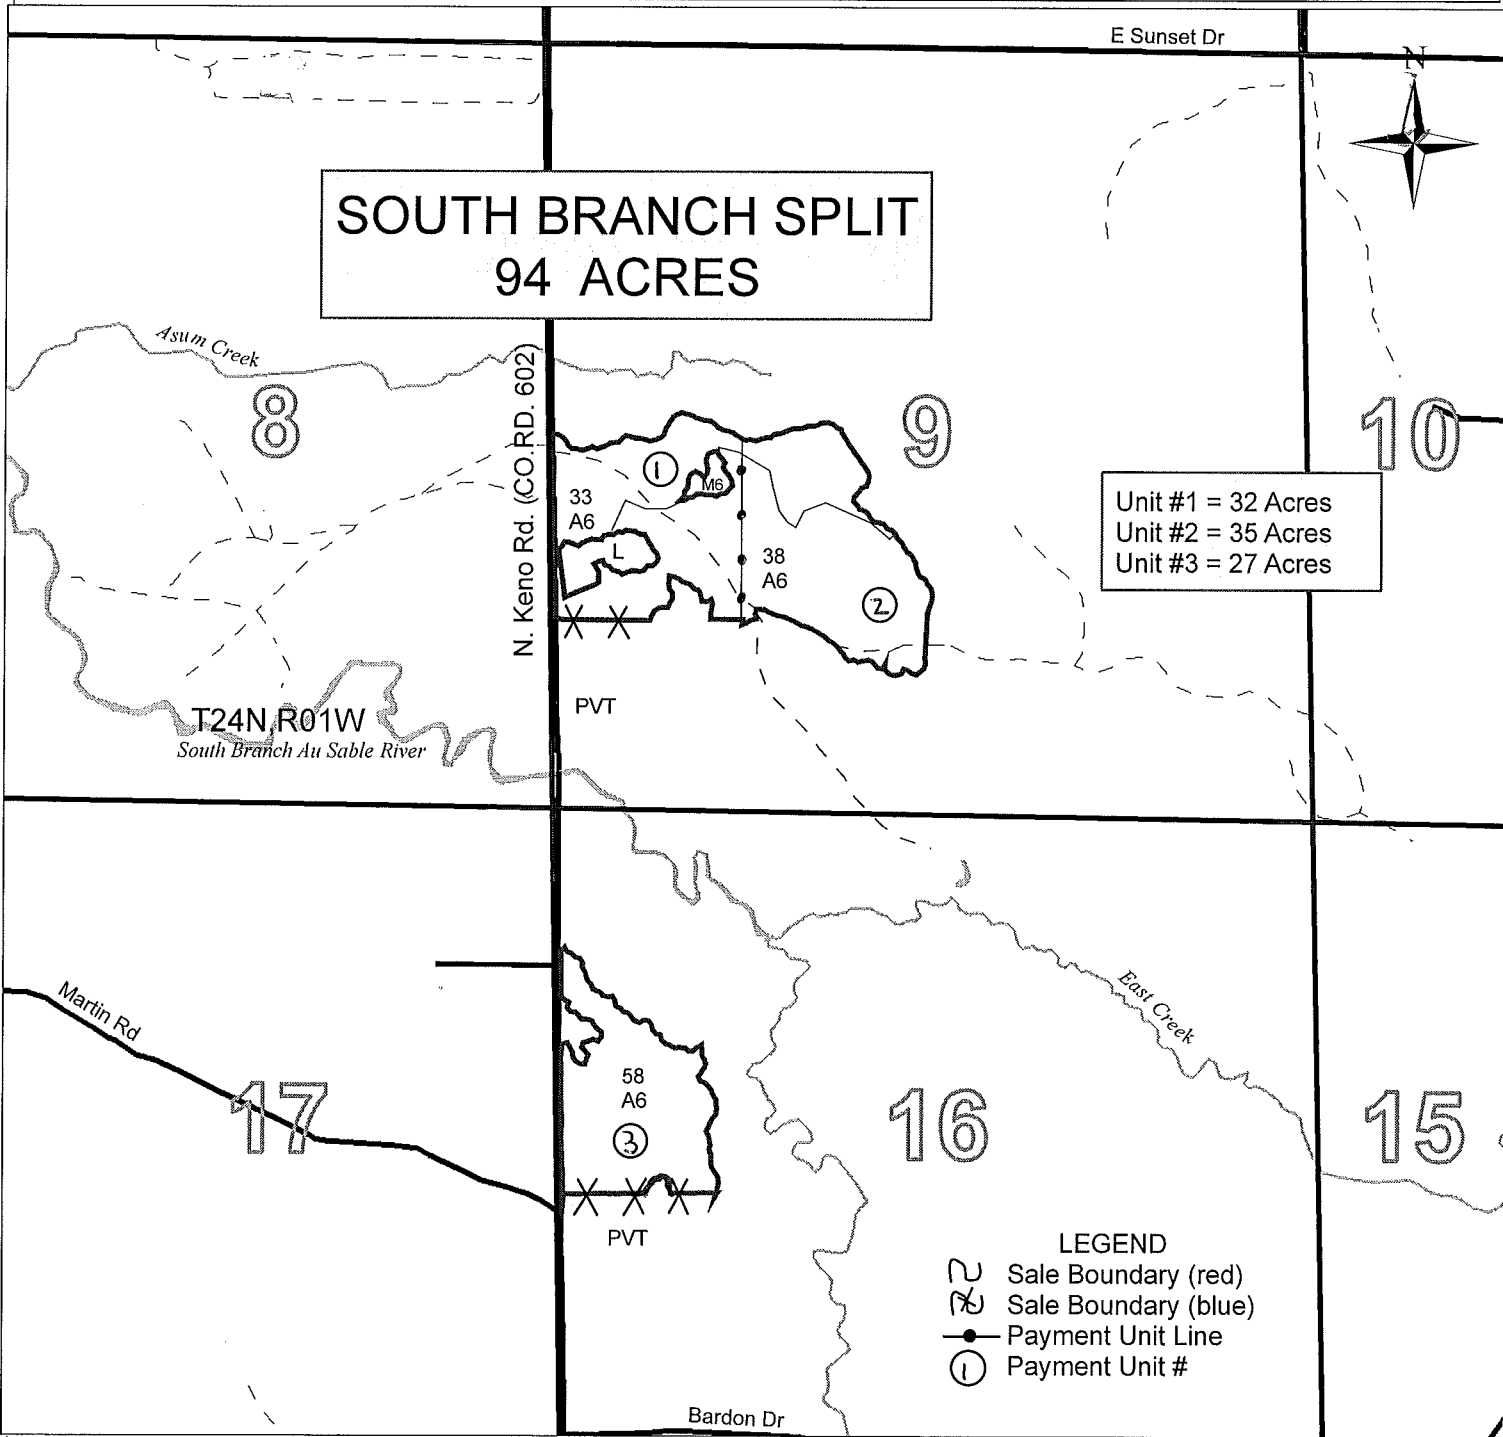 E Sunset Dr
N
SOUTH BRANCH SPLIT
94 ACRES
Asum Creek
N. Keno Rd. (CO.RD. 602)
8
9
10
1
M6
33
A6
L
38
A6
2
Unit #1 = 32 Acres
Unit #2 = 35 Acres
Unit #3 = 27 Acres
PVT
T24N,R01W
South Branch Au Sable River
Martin Rd
East Creek
17
58
A6
3
16
15
PVT
LEGEND
Sale Boundary (red)
Sale Boundary (blue)
Payment Unit Line
1 Payment Unit #
Bardon Dr